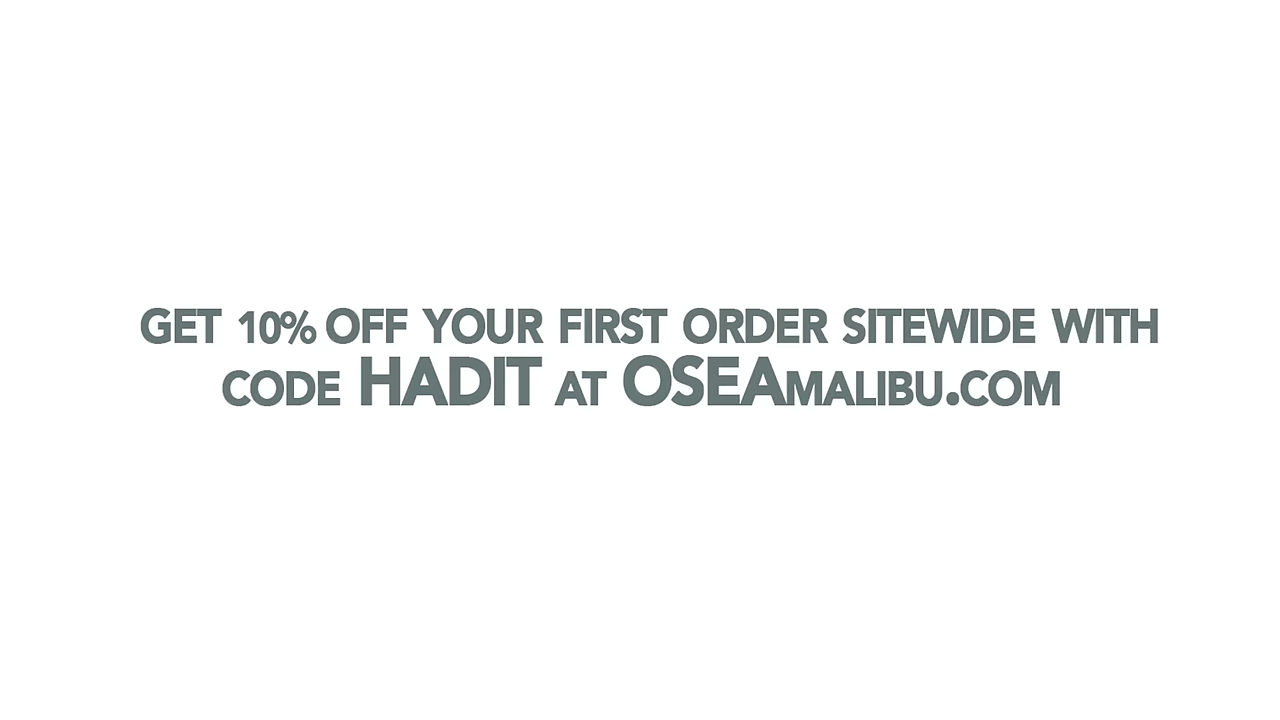 GET 10% OFF YOUR FIRST ORDER SITEWIDE WITH
CODE HADIT AT OSEAMALIBU.COM